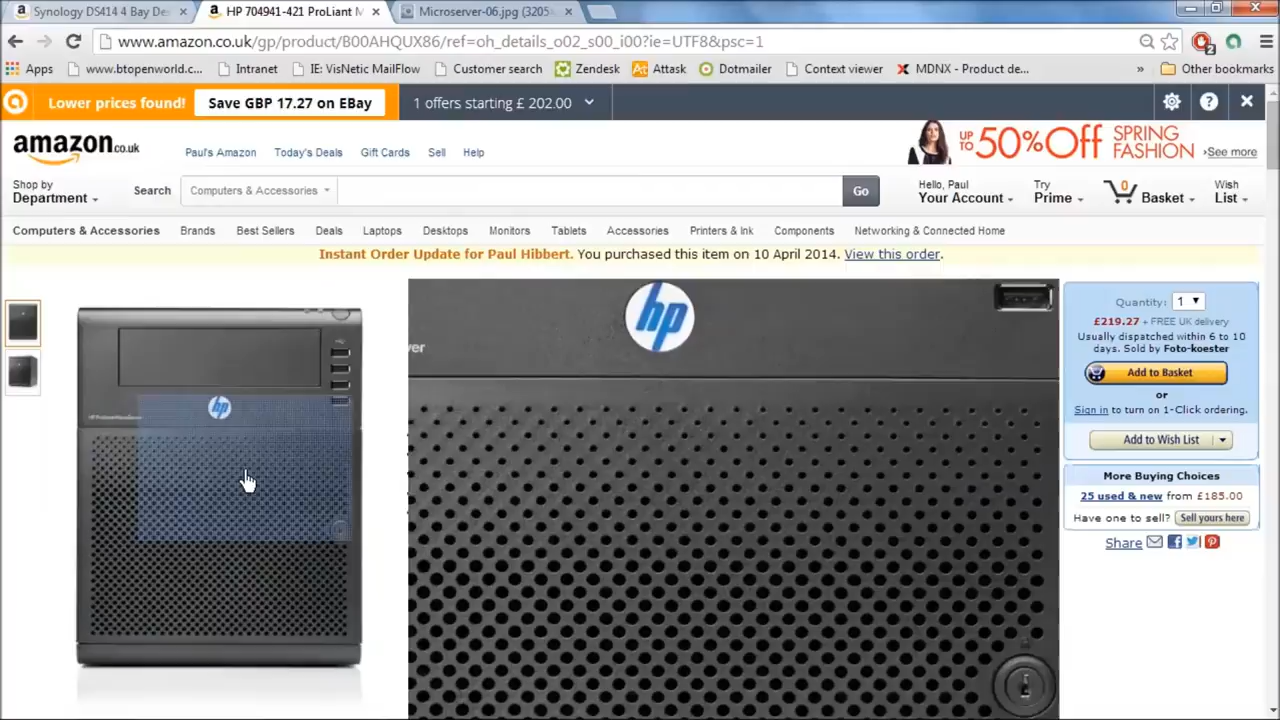 Synology DS414 4 Bay De
HP 704941-421 ProLiant M
Microserver-06.jpg (3205
www.amazon.co.uk/gp/product/B00AHQUX86/ref=oh_details_o02_s00_i00?ie=UTF8&psc=1
2
Apps www.btopenworld.c... Intranet IE: VisNetic MailFlow Customer search Zendesk Attask Dotmailer Context viewer MDNX - Product de... » Other bookmarks
Lower prices found! Save GBP 17.27 on EBay 1 offers starting £ 202.00
amazon.co.uk
Paul's Amazon Today's Deals Gift Cards Sell Help
UP TO 50% Off SPRING FASHION ›See more
Shop by Department
Search Computers & Accessories Go
Hello, Paul Your Account
Try Prime
0 Basket
Wish List
Computers & Accessories Brands Best Sellers Deals Laptops Desktops Monitors Tablets Accessories Printers & Ink Components Networking & Connected Home
Instant Order Update for Paul Hibbert. You purchased this item on 10 April 2014. View this order.
hp
hp
ver
Quantity: 1
£219.27 + FREE UK delivery
Usually dispatched within 6 to 10
days. Sold by Foto-koester
Add to Basket
or
Sign in to turn on 1-Click ordering.
Add to Wish List
More Buying Choices
25 used & new from £185.00
Have one to sell? Sell yours here
Share